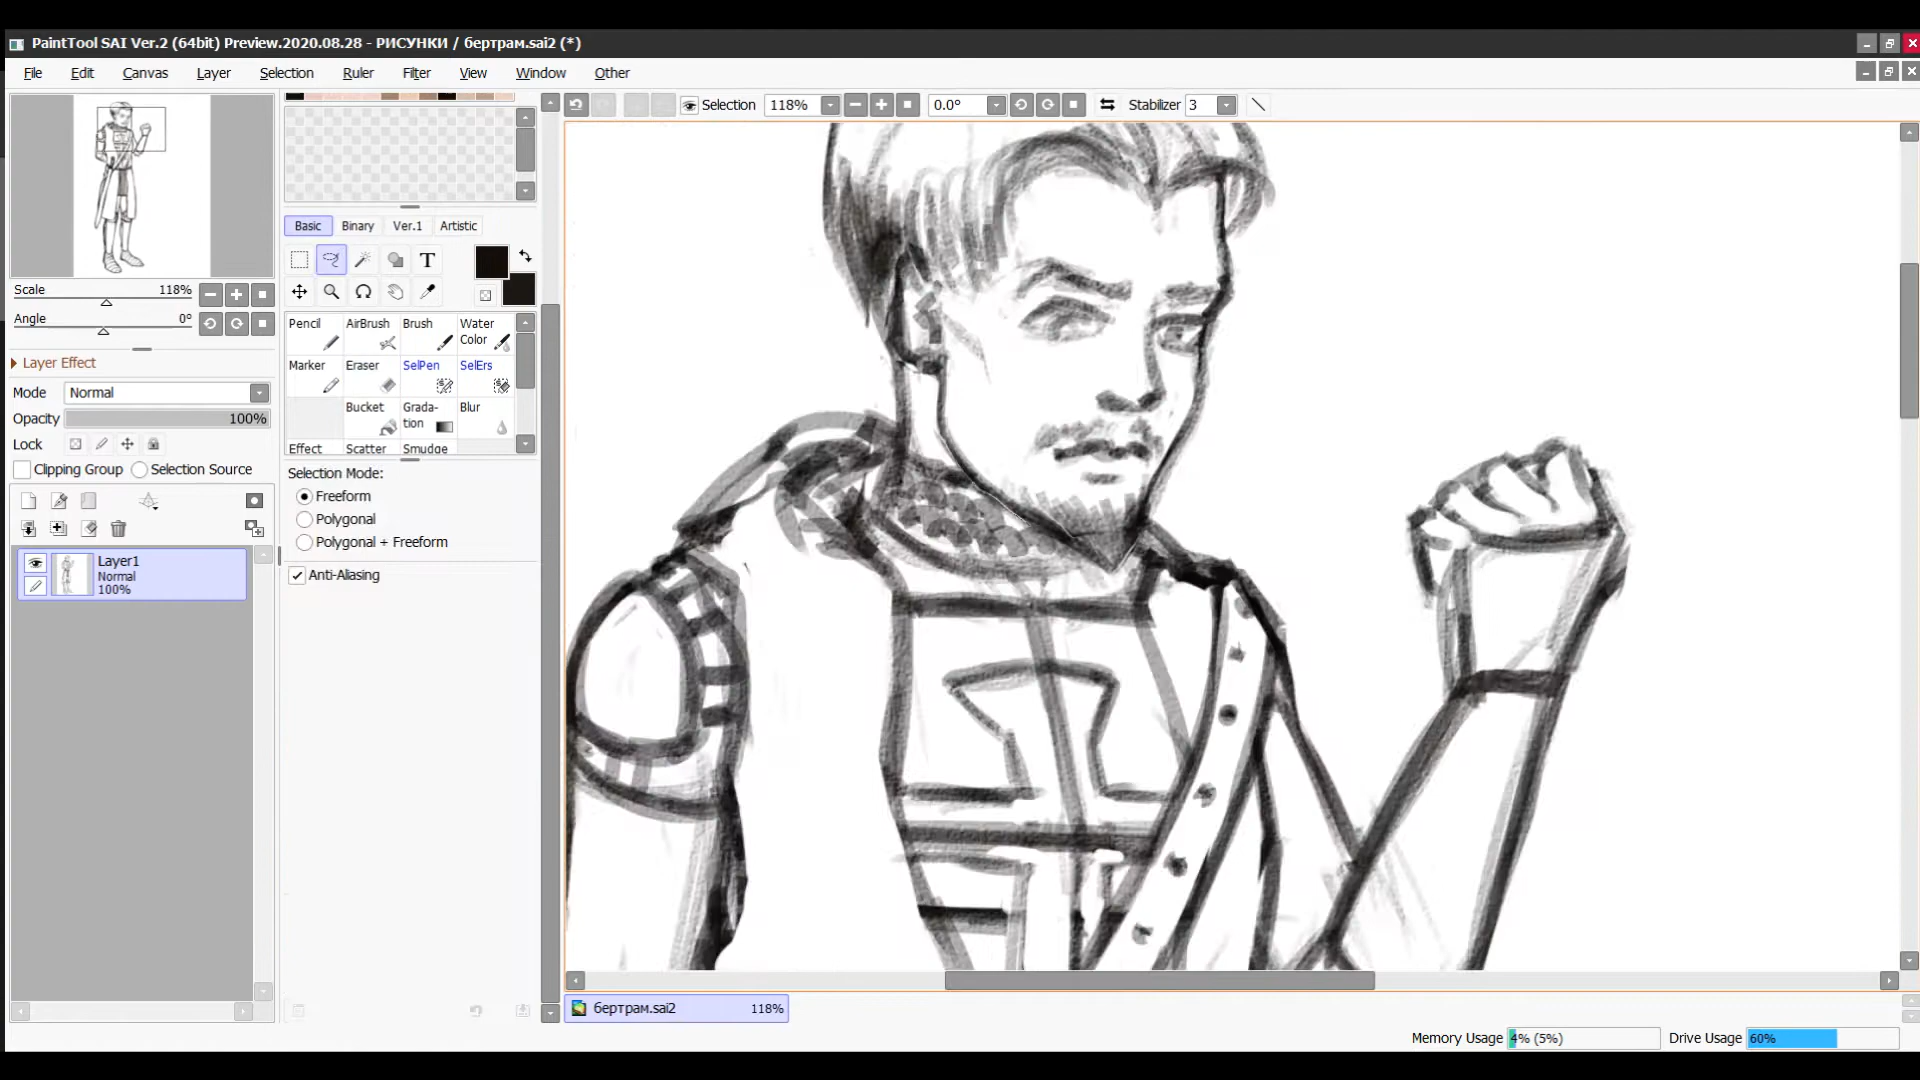 PaintTool SAI Ver.2 (64bit) Preview.2020.08.28 - РИСУНКИ / бертрам.sai2 (*)
File Edit Canvas Layer Selection Ruler Filter View Window Other
Selection 118% 0.0° Stabilizer 3
Scale 118%
Angle 0°
Layer Effect
Mode Normal
Opacity 100%
Lock
Clipping Group Selection Source
Layer1
Normal
100%
Basic Binary Ver.1 Artistic
T
Pencil AirBrush Brush Water Color
Marker Eraser SelPen SelErs
Bucket Grada-tion Blur
Effect Scatter Smudge
Selection Mode:
Freeform
Polygonal
Polygonal + Freeform
Anti-Aliasing
бертрам.sai2 118%
Memory Usage 4% (5%) Drive Usage 60%